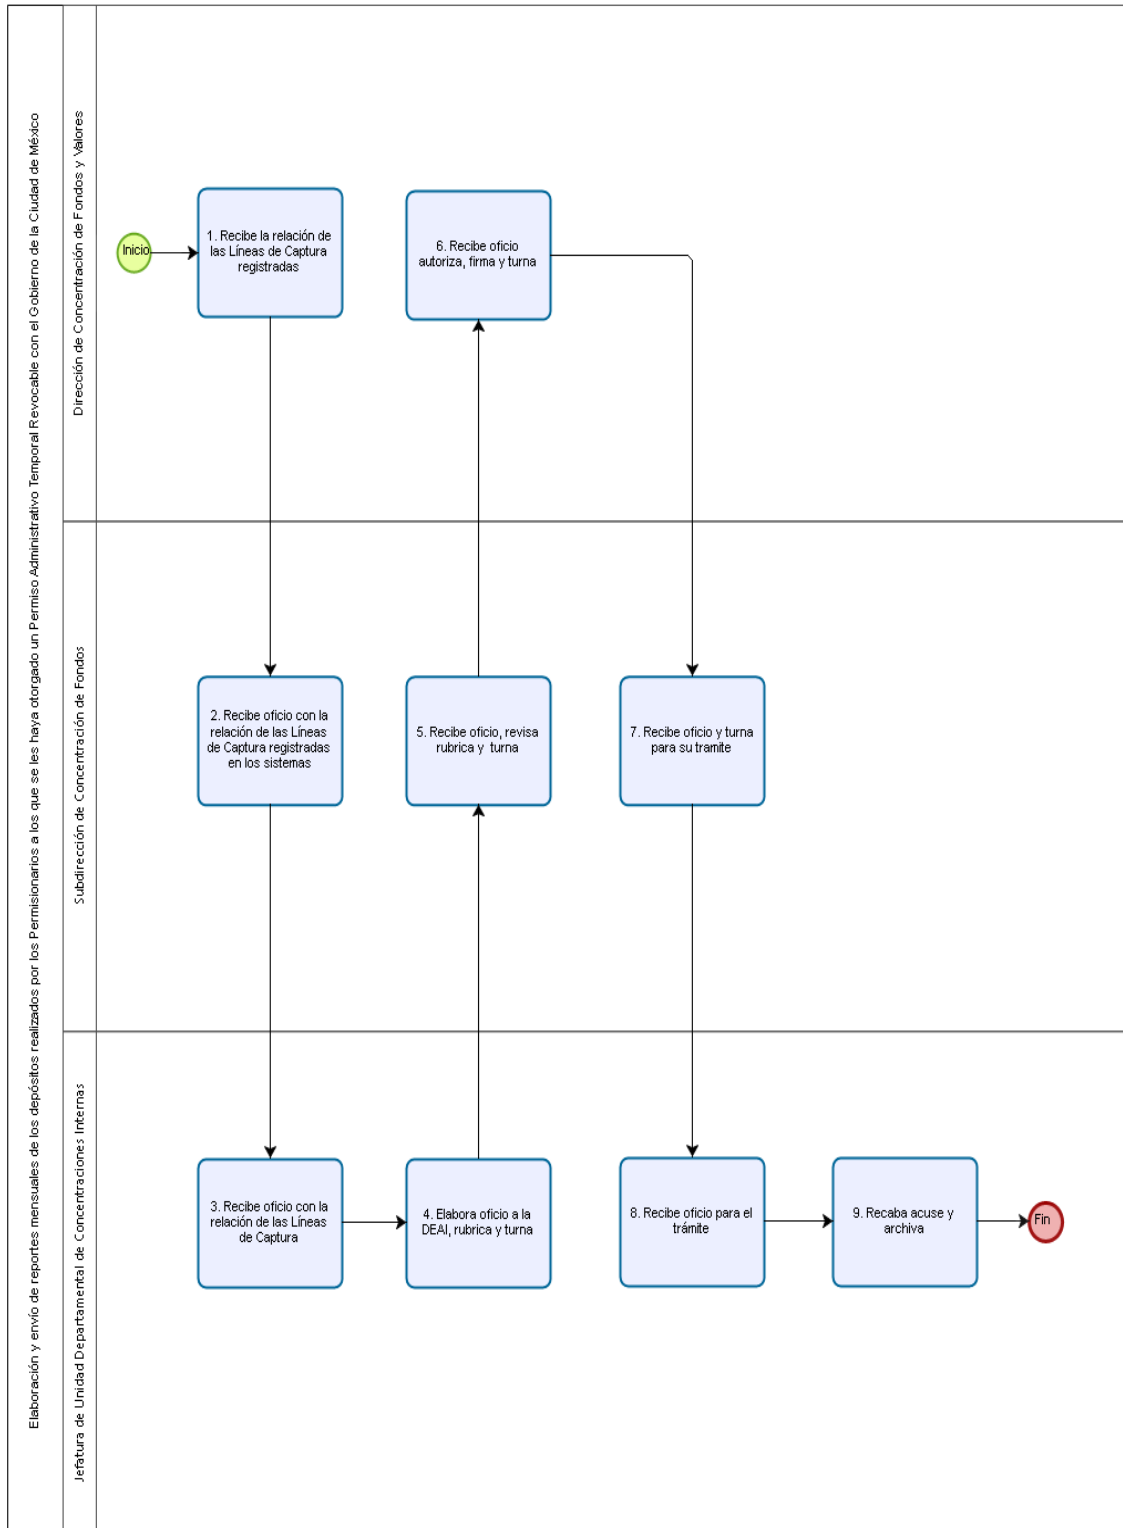 Elaboración y envío de reportes mensuales de los depósitos realizados por los Permisionarios a los que se les haya otorgado un Permiso Administrativo Temporal Revocable con el Gobierno de la Ciudad de México
Dirección de Concentración de Fondos y Valores
Inicio
1. Recibe la relación de
las Líneas de Captura
registradas
6. Recibe oficio
autoriza, firma y turna
Subdirección de Concentración de Fondos
2. Recibe oficio con la
relación de las Líneas
de Captura registradas
en los sistemas
5. Recibe oficio, revisa
rubrica y turna
7. Recibe oficio y turna
para su tramite
Jefatura de Unidad Departamental de Concentraciones Internas
3. Recibe oficio con la
relación de las Líneas
de Captura
4. Elabora oficio a la
DEAI, rubrica y turna
8. Recibe oficio para el
trámite
9. Recaba acuse y
archiva
Fin